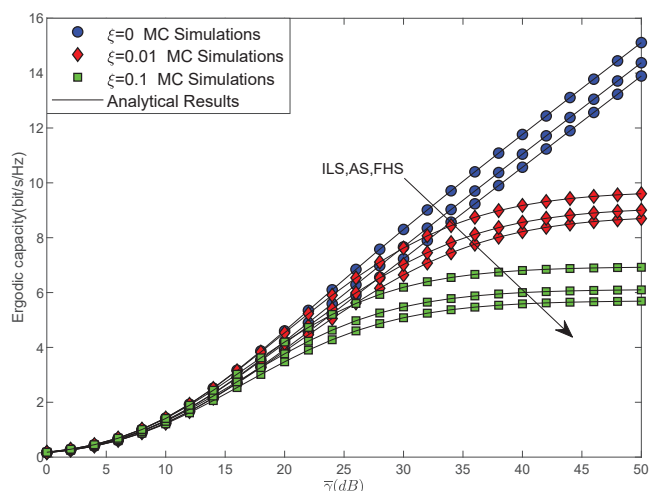 16
14
12
10
8
6
4
2
0
Ergodic capacity(bit/s/Hz)
ξ=0 MC Simulations
ξ=0.01 MC Simulations
ξ=0.1 MC Simulations
Analytical Results
ILS,AS,FHS
0 5 10 15 20 25 30 35 40 45 50
γ̅(dB)